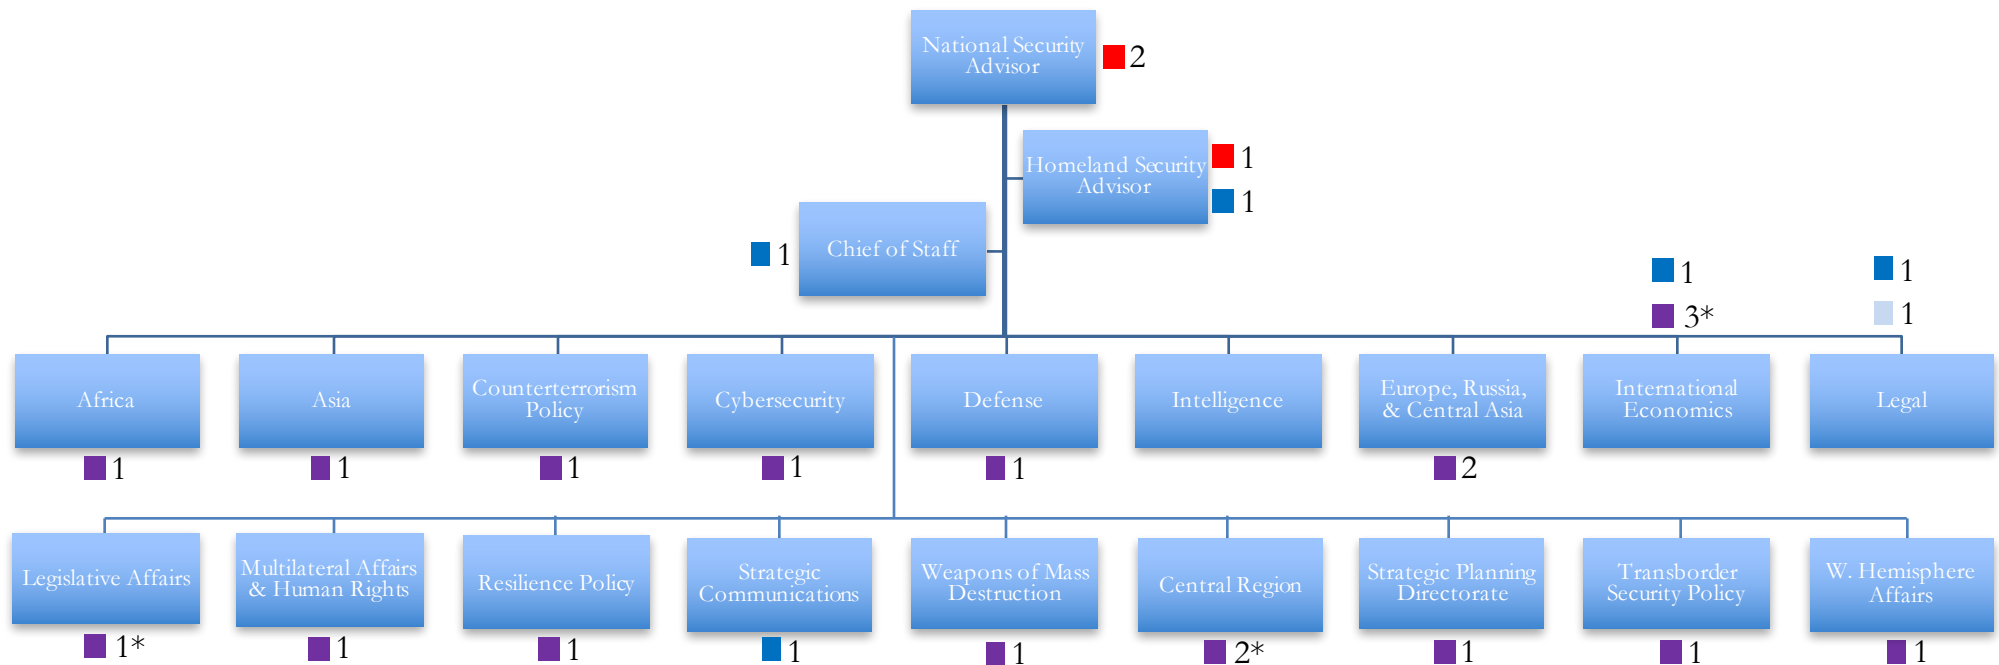 National Security
Advisor
2
Homeland Security
Advisor
1
1
Chief of Staff
1
1
3*
1
1
Africa
Asia
Counterterrorism
Policy
Cybersecurity
Defense
Intelligence
Europe, Russia,
& Central Asia
International
Economics
Legal
1
1
1
1
1
2
Legislative Affairs
Multilateral Affairs
& Human Rights
Resilience Policy
Strategic
Communications
Weapons of Mass
Destruction
Central Region
Strategic Planning
Directorate
Transborder
Security Policy
W. Hemisphere
Affairs
1*
1
1
1
1
2*
1
1
1